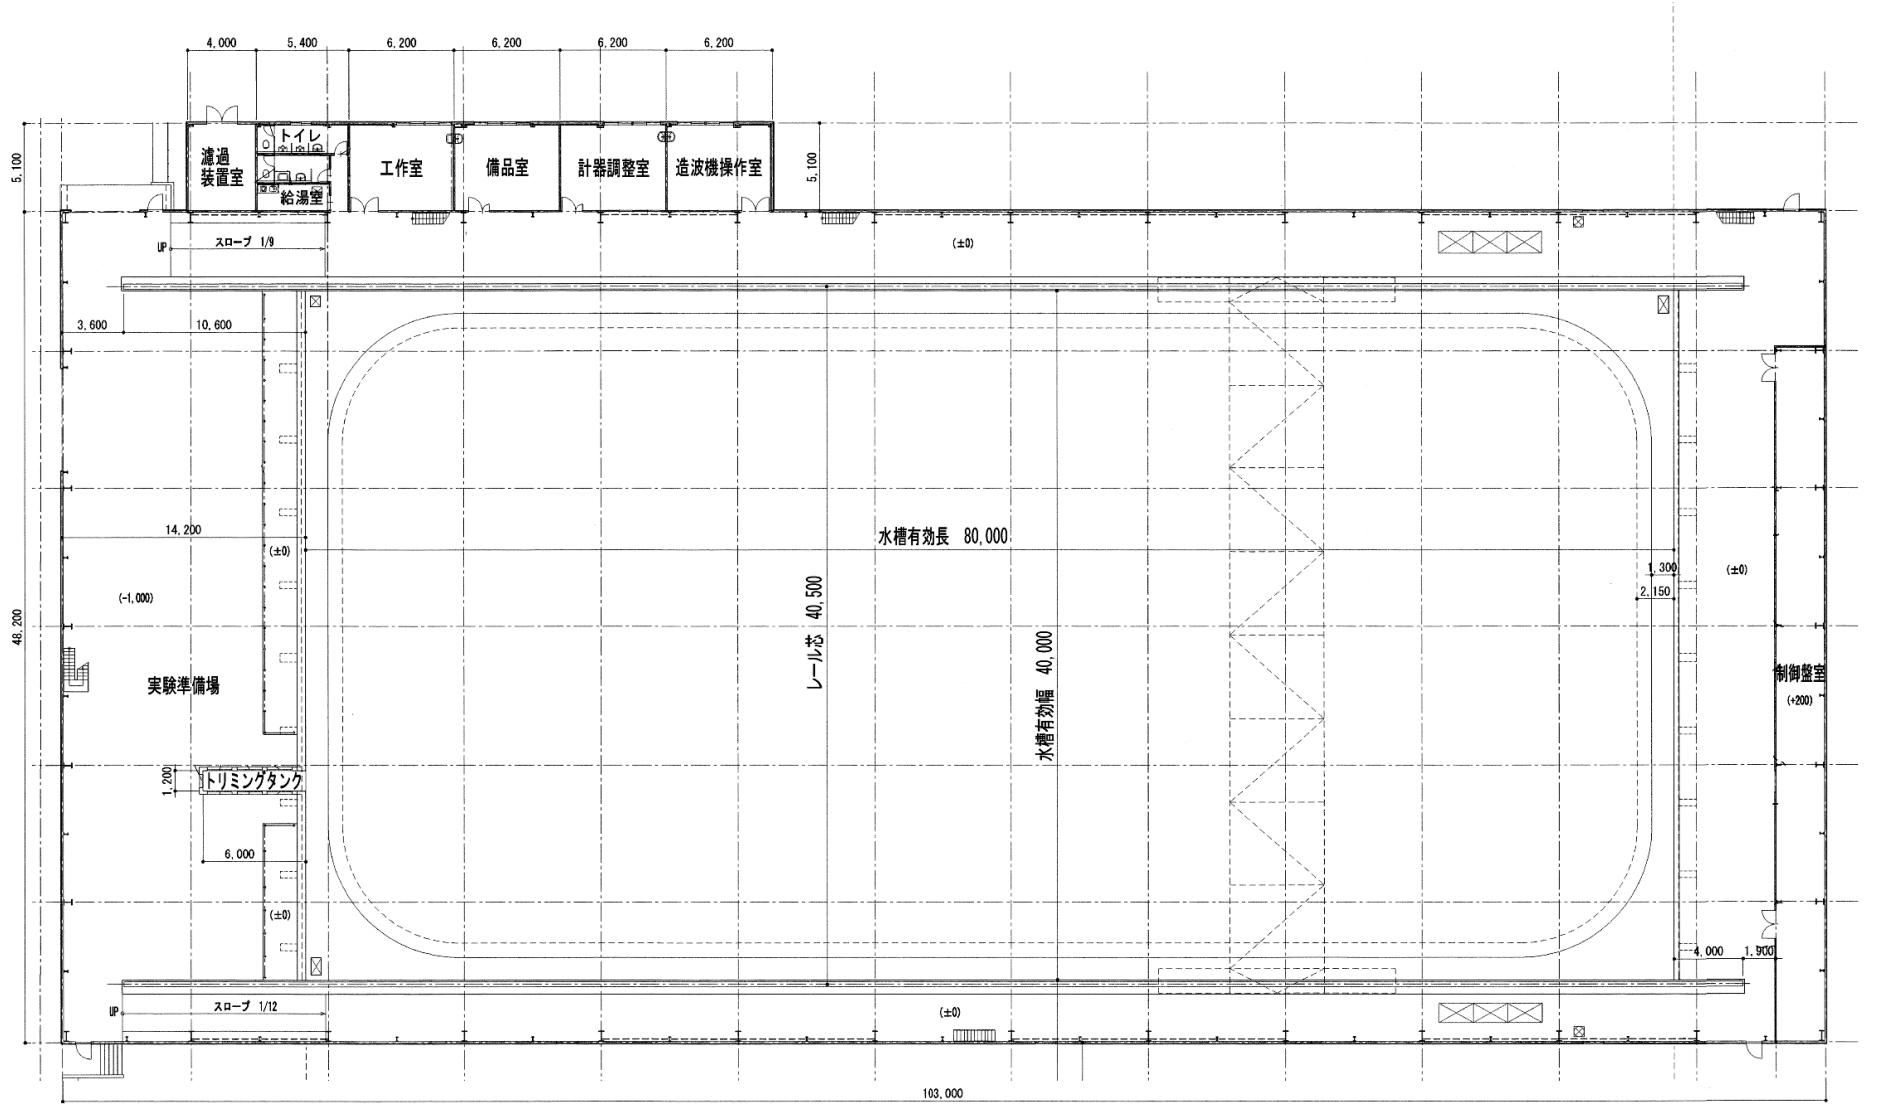 4,000
5,400
6,200
6,200
6,200
6,200
5,100
濾過
装置室
トイレ
給湯室
工作室
備品室
計器調整室
造波機操作室
5,100
UP
スロープ 1/9
(±0)
3,600
10,600
14,200
(±0)
水槽有効長 80,000
1,300
2,150
(±0)
(-1,000)
レール芯 40,500
水槽有効幅 40,000
48,200
実験準備場
制御盤室
(+200)
トリミングタンク
1,200
6,000
(±0)
4,000
1,900
UP
スロープ 1/12
(±0)
103,000